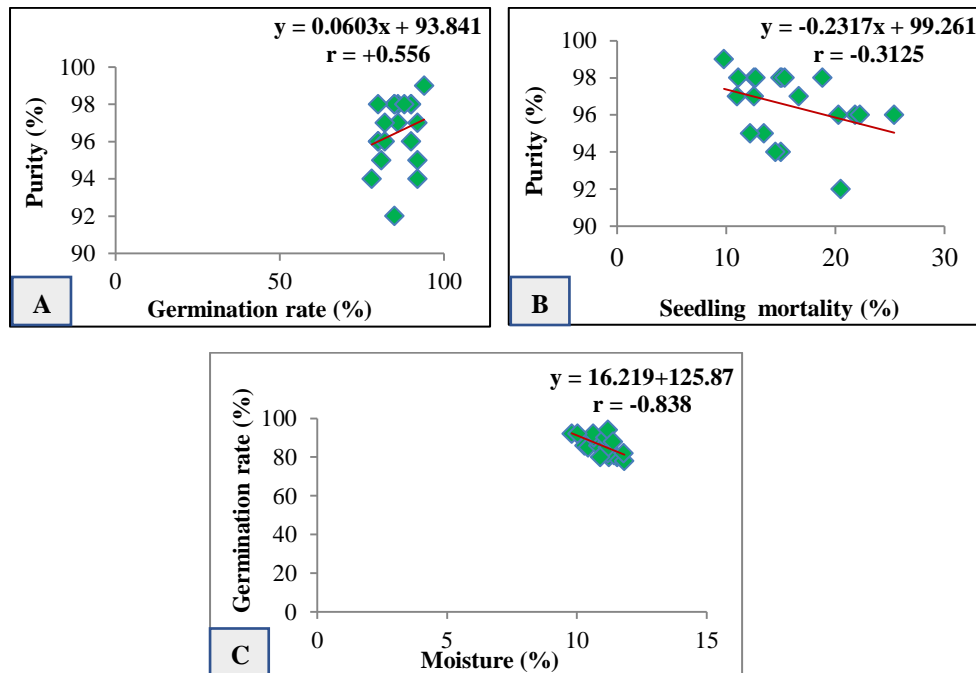 y = 0.0603x + 93.841
r = +0.556
Purity (%)
100
98
96
94
92
90
0
50
100
Germination rate (%)
A
y = -0.2317x + 99.261
r = -0.3125
Purity (%)
100
98
96
94
92
90
0
10
20
30
Seedling mortality (%)
B
y = 16.219+125.87
r = -0.838
Germination rate (%)
100
80
60
40
20
0
0
5
10
15
Moisture (%)
C